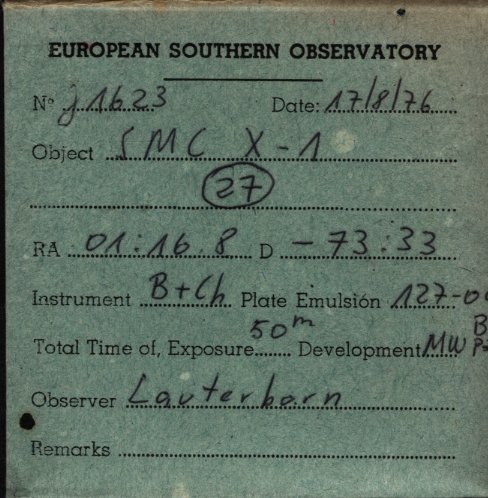 EUROPEAN SOUTHERN OBSERVATORY
Nº j1623 Date: 17/8/76
Object SMC X-1
27
RA 01:16.8 D -73:33
Instrument B+Ch Plate Emulsión 127-0
Total Time of, Exposure 50m Development MW
Observer Lauterborn
Remarks